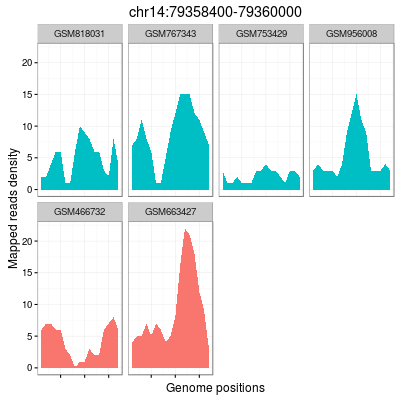 chr14:79358400-79360000
GSM818031 GSM767343 GSM753429 GSM956008
20
15
10
5
0
Mapped reads density
GSM466732 GSM663427
20
15
10
5
0
Genome positions